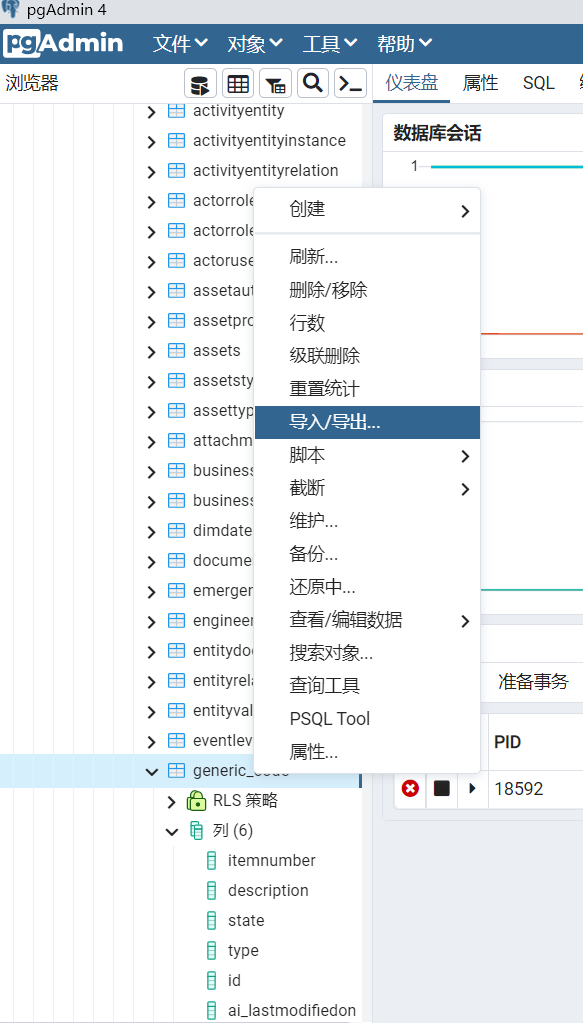 pgAdmin 4
pgAdmin 文件 对象 工具 帮助
浏览器
仪表盘 属性 SQL
activityentity
activityentityinstance
activityentityrelation
actorrole
actorrole
actoruse
assetaut
assetpro
assets
assetsty
assettyp
attachm
business
business
dimdate
docume
emergen
engineer
entitydoc
entityrela
entityval
eventlev
generic_code
RLS 策略
列 (6)
itemnumber
description
state
type
id
ai_lastmodifiedon
创建
刷新...
删除/移除
行数
级联删除
重置统计
导入/导出...
脚本
截断
维护...
备份...
还原中...
查看/编辑数据
搜索对象...
查询工具
PSQL Tool
属性...
数据库会话
1
准备事务
PID
18592